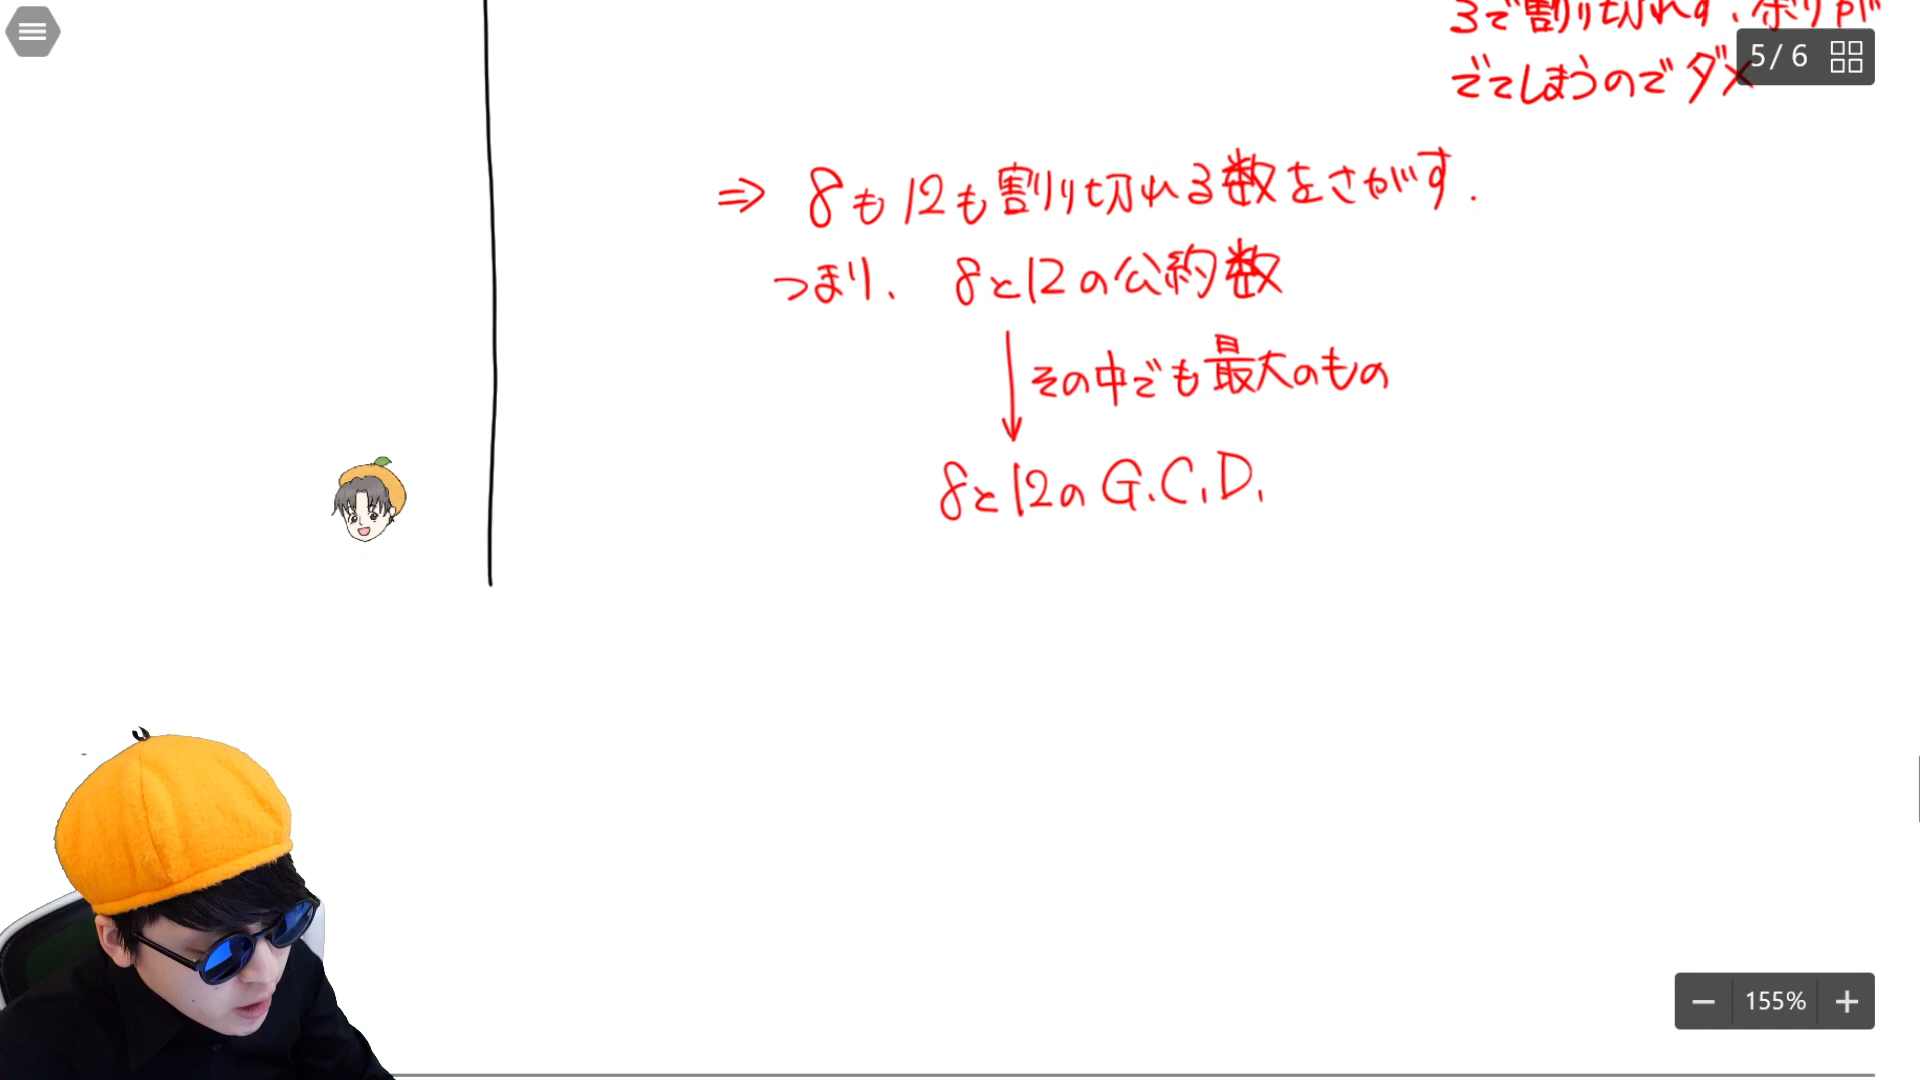 3で割り切れず、余りが
でてしまうのでダメ
5/6
⇒ 8も12も割り切れる数をさがす.
つまり、8と12の公約数
↓その中でも最大のもの
8と12のG.C.D.
155%